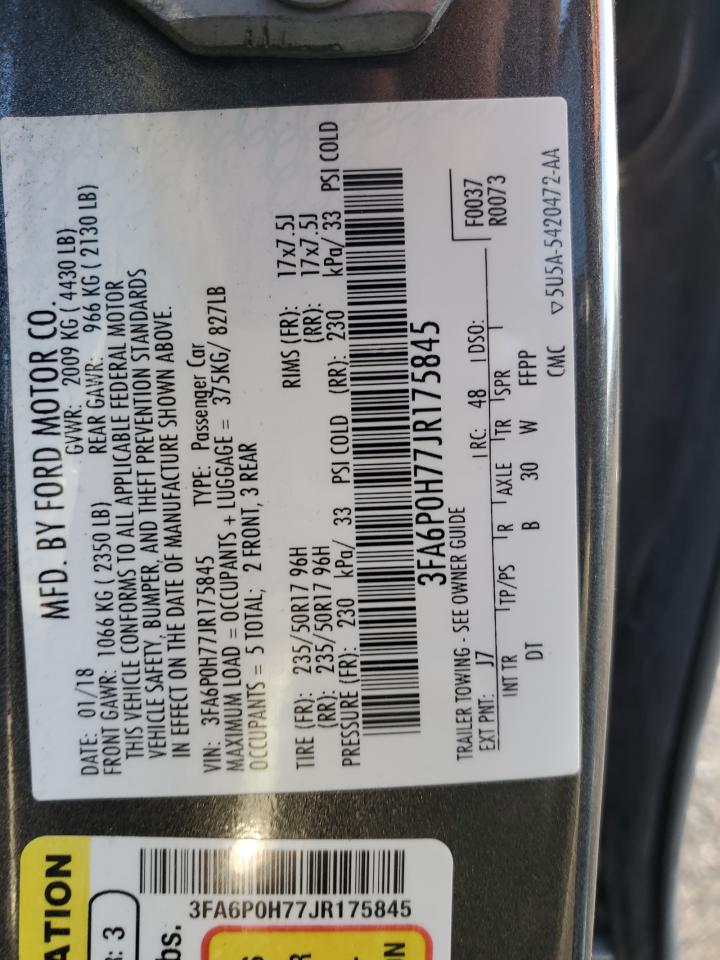 MFD. BY FORD MOTOR CO.
DATE: 01/18 GVWR: 2009 KG ( 4430 LB)
FRONT GAWR: 1066 KG ( 2350 LB) REAR GAWR: 966 KG ( 2130 LB)
THIS VEHICLE CONFORMS TO ALL APPLICABLE FEDERAL MOTOR
VEHICLE SAFETY, BUMPER, AND THEFT PREVENTION STANDARDS
IN EFFECT ON THE DATE OF MANUFACTURE SHOWN ABOVE.
VIN: 3FA6P0H77JR175845 TYPE: Passenger Car
MAXIMUM LOAD = OCCUPANTS + LUGGAGE = 375KG/ 827LB
OCCUPANTS = 5 TOTAL; 2 FRONT, 3 REAR
TIRE (FR): 235/50R17 96H RIMS (FR): 17x7.5J
(RR): 235/50R17 96H (RR): 17x7.5J
PRESSURE (FR): 230 kPa/ 33 PSI COLD (RR): 230 kPa/ 33 PSI COLD
3FA6P0H77JR175845
TRAILER TOWING - SEE OWNER GUIDE F0037
R0073
EXT PNT: J7 RC: 48 DSO:
INT TR TP/PS R AXLE TR SPR
DT B 30 W FFPP
CMC ▽5U5A-5420472-AA
ATION
R: 3
bs.
3FA6P0H77JR175845